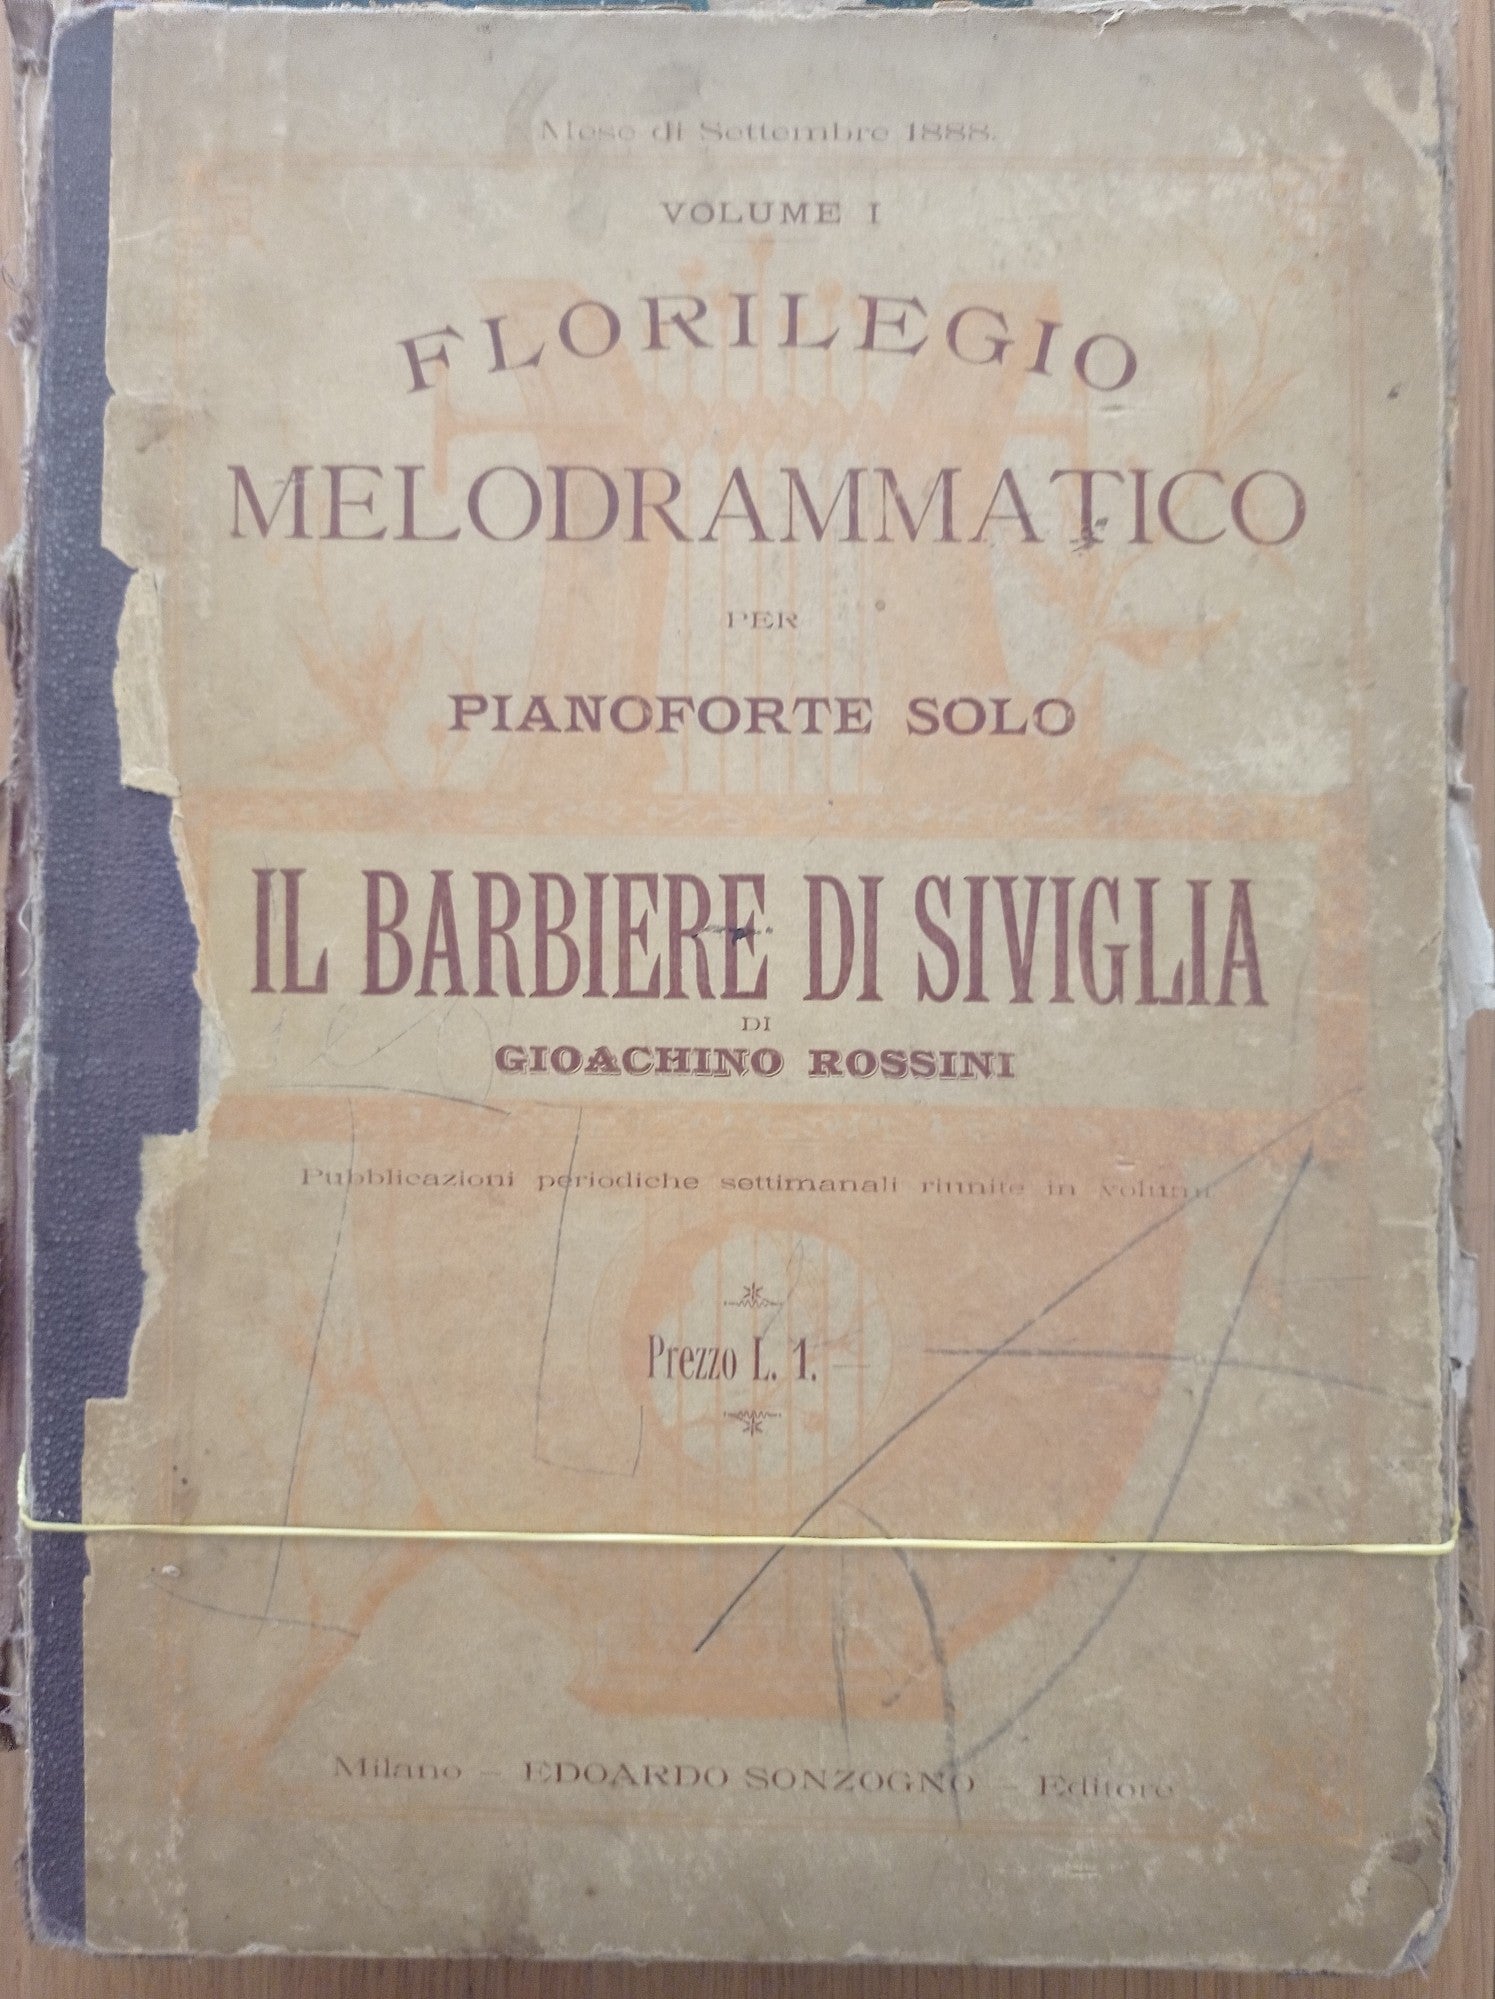 Mese di Settembre 1888.
VOLUME I
FLORILEGIO
MELODRAMMATICO
PER
PIANOFORTE SOLO
IL BARBIERE DI SIVIGLIA
DI
GIOACHINO ROSSINI
Pubblicazioni periodiche settimanali riunite in volumi.
Prezzo L. 1.
Milano - EDOARDO SONZOGNO - Editore